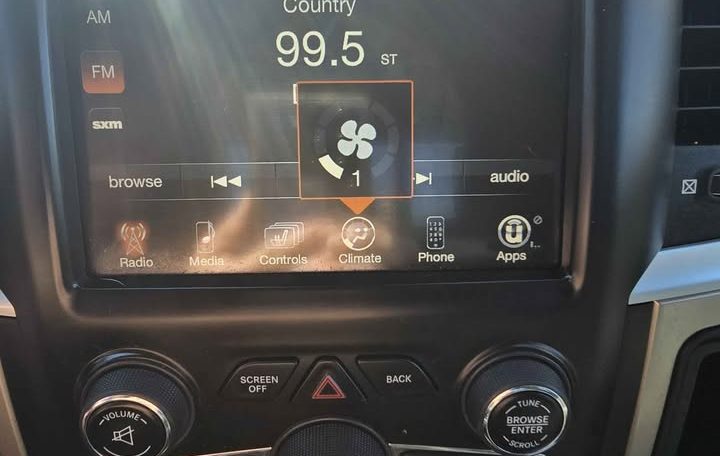 Country
AM
99.5 ST
FM
sxm
1
browse
audio
Radio
Media
Controls
Climate
Phone
Apps
SCREEN
OFF
BACK
VOLUME
TUNE
BROWSE
ENTER
SCROLL